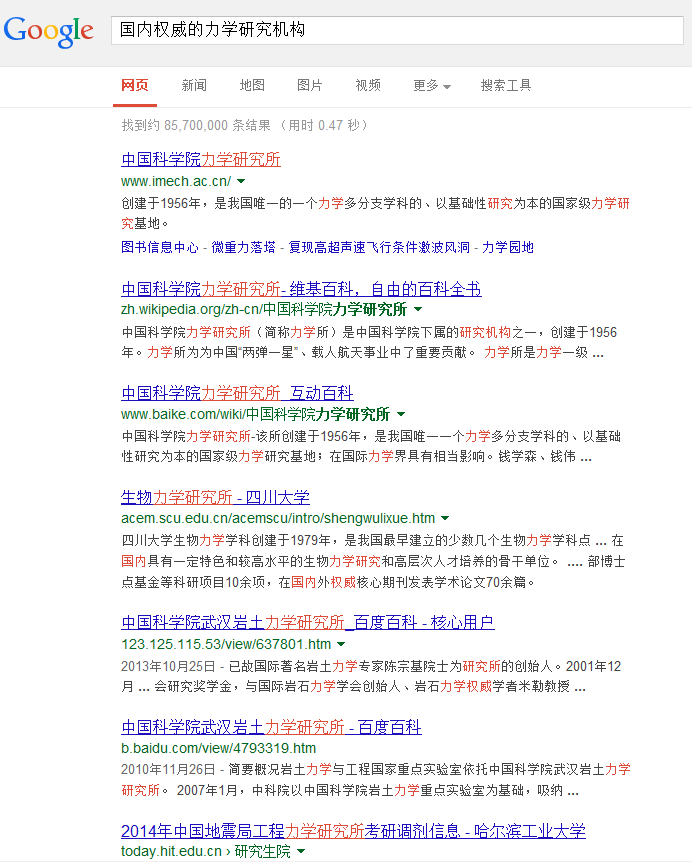 Google 国内权威的力学研究机构
网页 新闻 地图 图片 视频 更多 搜索工具
找到约 85,700,000 条结果 （用时 0.47 秒）
中国科学院力学研究所
www.imech.ac.cn/
创建于1956年，是我国唯一的一个力学多分支学科的、以基础性研究为本的国家级力学研
究基地。
图书信息中心 - 微重力落塔 - 复现高超声速飞行条件激波风洞 - 力学园地
中国科学院力学研究所- 维基百科，自由的百科全书
zh.wikipedia.org/zh-cn/中国科学院力学研究所
中国科学院力学研究所（简称力学所）是中国科学院下属的研究机构之一，创建于1956
年。力学所为为中国“两弹一星”、载人航天事业中了重要贡献。 力学所是力学一级 ...
中国科学院力学研究所_互动百科
www.baike.com/wiki/中国科学院力学研究所
中国科学院力学研究所-该所创建于1956年，是我国唯一一个力学多分支学科的、以基础
性研究为本的国家级力学研究基地；在国际力学界具有相当影响。钱学森、钱伟 ...
生物力学研究所 - 四川大学
acem.scu.edu.cn/acemscu/intro/shengwulixue.htm
四川大学生物力学学科创建于1979年，是我国最早建立的少数几个生物力学学科点 ... 在
国内具有一定特色和较高水平的生物力学研究和高层次人才培养的骨干单位。 .... 部博士
点基金等科研项目10余项，在国内外权威核心期刊发表学术论文70余篇。
中国科学院武汉岩土力学研究所_百度百科 - 核心用户
123.125.115.53/view/637801.htm
2013年10月25日 - 已故国际著名岩土力学专家陈宗基院士为研究所的创始人。2001年12
月 ... 会研究奖学金，与国际岩石力学学会创始人、岩石力学权威学者米勒教授 ...
中国科学院武汉岩土力学研究所 - 百度百科
b.baidu.com/view/4793319.htm
2010年11月26日 - 简要概况岩土力学与工程国家重点实验室依托中国科学院武汉岩土力学
研究所。 2007年1月，中科院以中国科学院岩土力学重点实验室为基础，吸纳 ...
2014年中国地震局工程力学研究所考研调剂信息 - 哈尔滨工业大学
today.hit.edu.cn › 研究生院